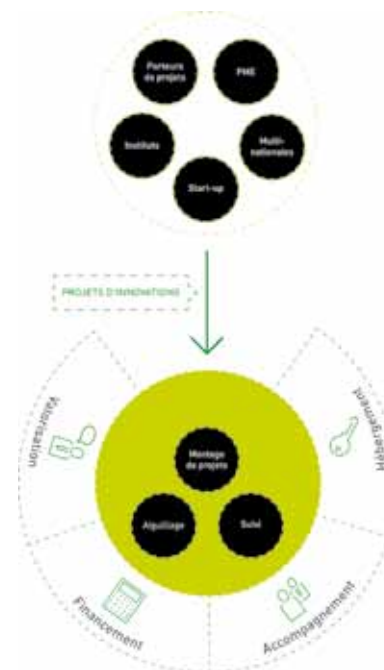 Porteurs
de projets
PME
Instituts
Multi-
nationales
Start-up
PROJETS D'INNOVATIONS
Valorisation
Hébergement
Montage
de projets
Aiguillage
Suivi
Financement
Accompagnement